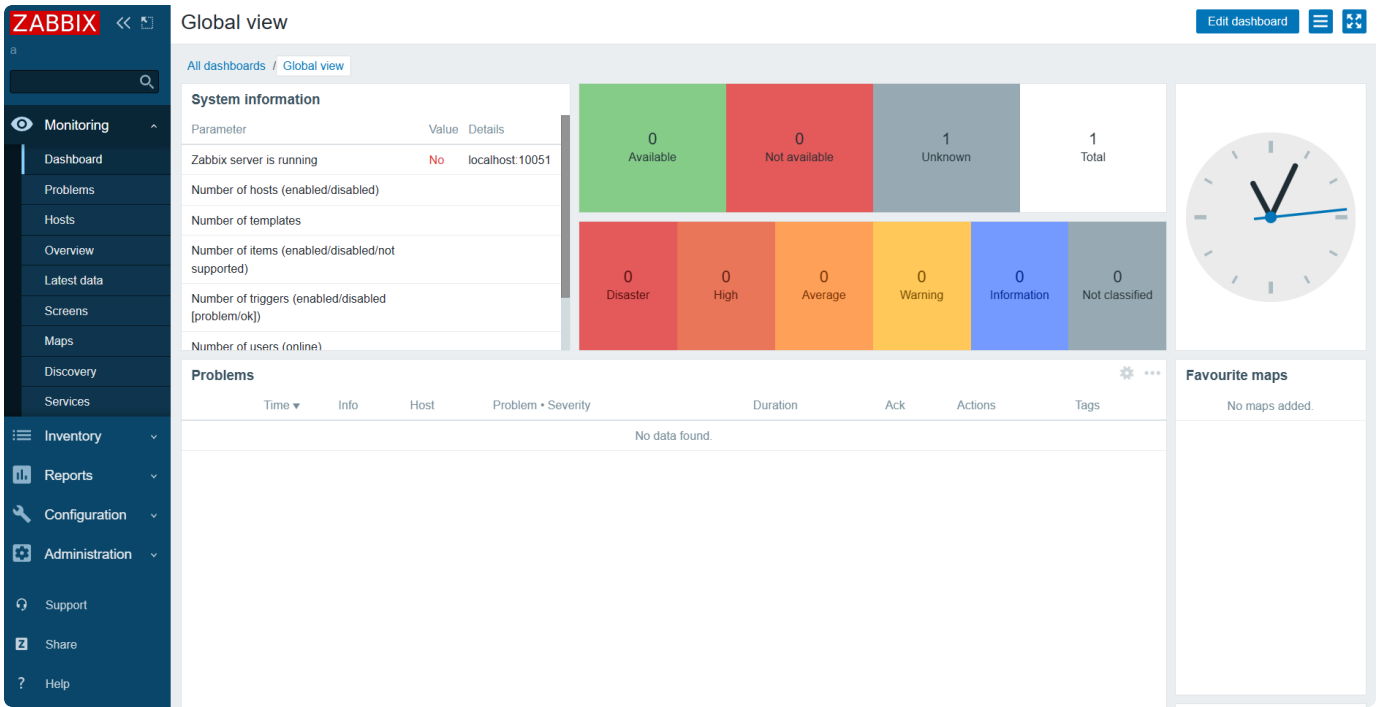 ZABBIX
a
Monitoring
Dashboard
Problems
Hosts
Overview
Latest data
Screens
Maps
Discovery
Services
Inventory
Reports
Configuration
Administration
Support
Z Share
? Help
Global view
Edit dashboard
All dashboards / Global view
System information
Parameter Value Details
Zabbix server is running No localhost:10051
Number of hosts (enabled/disabled)
Number of templates
Number of items (enabled/disabled/not
supported)
Number of triggers (enabled/disabled
[problem/ok])
Number of users (online)
0 0 1 1
Available Not available Unknown Total
0 0 0 0 0 0
Disaster High Average Warning Information Not classified
Problems
Time Info Host Problem • Severity Duration Ack Actions Tags
No data found.
Favourite maps
No maps added.